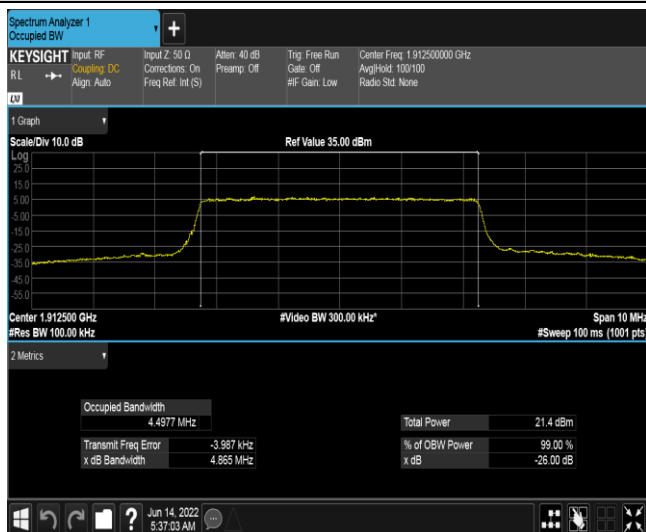 Spectrum Analyzer 1
Occupied BW
+
KEYSIGHT Input: RF Input Z: 50 Ω Atten: 40 dB Trig: Free Run Center Freq: 1.912500000 GHz
RL Coupling: DC Corrections: On Preamp: Off Gate: Off Avg|Hold: 100/100
Align: Auto Freq Ref: Int (S) #IF Gain: Low Radio Std: None
LXI
1 Graph
Scale/Div 10.0 dB Ref Value 35.00 dBm
Log
25.0
15.0
5.00
-5.00
-15.0
-25.0
-35.0
-45.0
-55.0
Center 1.912500 GHz #Video BW 300.00 kHz* Span 10 MHz
#Res BW 100.00 kHz #Sweep 100 ms (1001 pts)
2 Metrics
Occupied Bandwidth
4.4977 MHz Total Power 21.4 dBm
Transmit Freq Error -3.987 kHz % of OBW Power 99.00 %
x dB Bandwidth 4.865 MHz x dB -26.00 dB
? Jun 14, 2022
5:37:03 AM